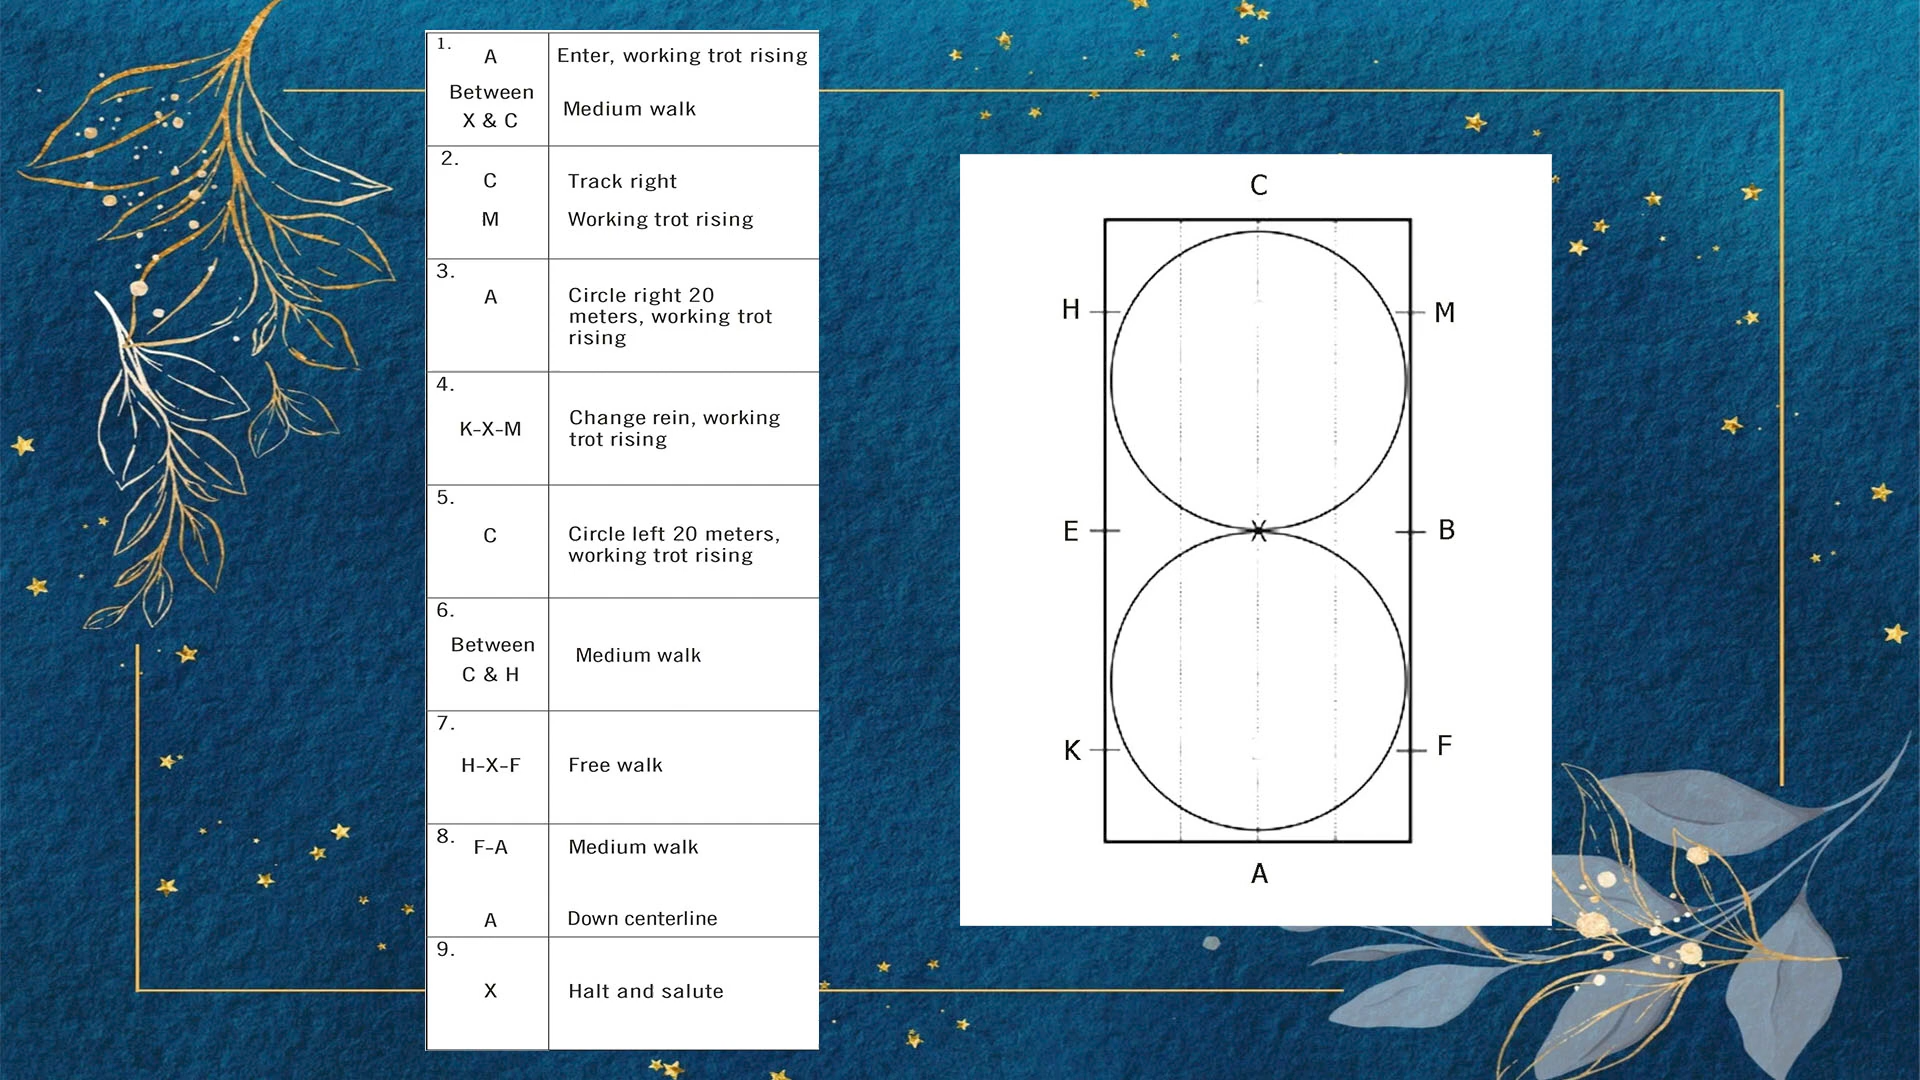 1.
A Enter, working trot rising
Between
X & C
Medium walk
2.
C Track right
M Working trot rising
3.
A
Circle right 20
meters, working trot
rising
4.
K-X-M
Change rein, working
trot rising
5.
C
Circle left 20 meters,
working trot rising
6.
Between
C & H
Medium walk
7.
H-X-F Free walk
8.
F-A Medium walk
A Down centerline
9.
X Halt and salute
C
H M
E X B
K F
A